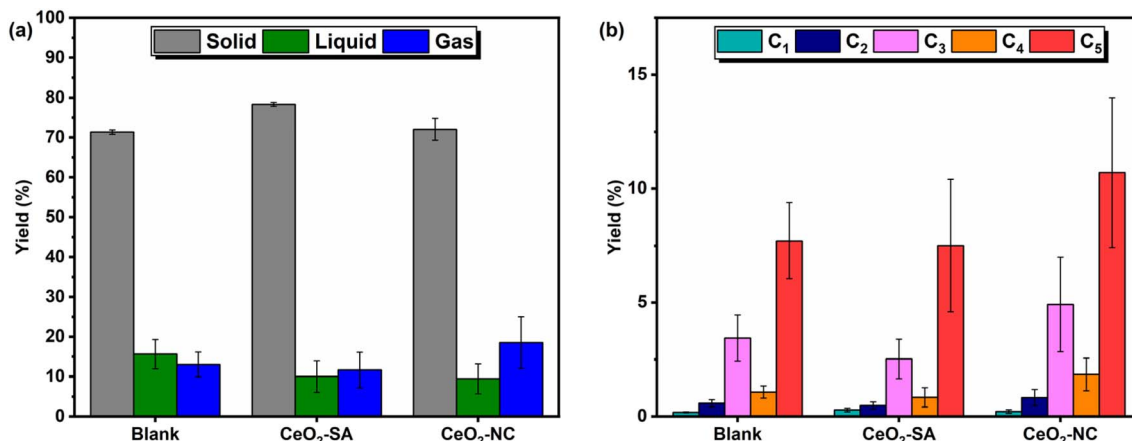 (a)
Solid Liquid Gas
Yield (%)
100
90
80
70
60
50
40
30
20
10
0
Blank CeO₂-SA CeO₂-NC
(b)
C₁ C₂ C₃ C₄ C₅
Yield (%)
15
10
5
0
Blank CeO₂-SA CeO₂-NC